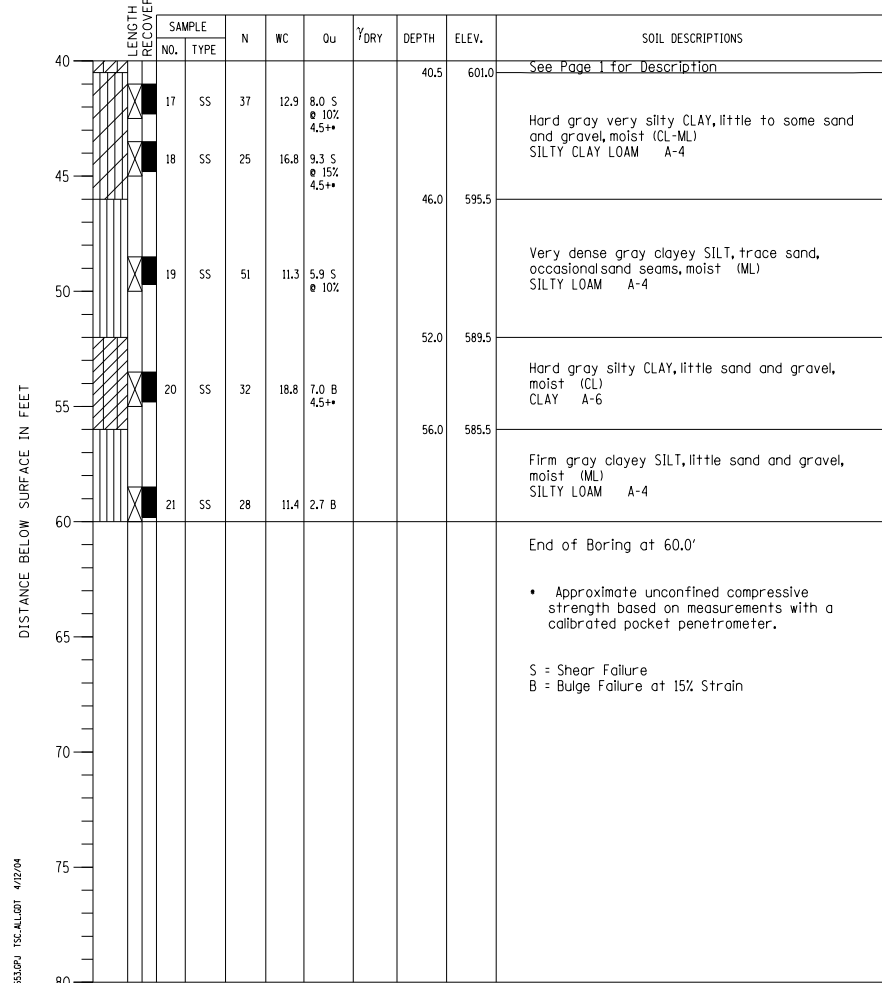 LENGTH
RECOVER
SAMPLE
NO. TYPE N WC Qu γDRY DEPTH ELEV. SOIL DESCRIPTIONS
40
See Page 1 for Description
40.5 601.0
17 SS 37 12.9 8.0 S
@ 10%
4.5+*
Hard gray very silty CLAY, little to some sand
and gravel, moist (CL-ML)
SILTY CLAY LOAM A-4
18 SS 25 16.8 9.3 S
@ 15%
4.5+*
45
46.0 595.5
Very dense gray clayey SILT, trace sand,
occasional sand seams, moist (ML)
SILTY LOAM A-4
19 SS 51 11.3 5.9 S
@ 10%
50
52.0 589.5
Hard gray silty CLAY, little sand and gravel,
moist (CL)
CLAY A-6
20 SS 32 18.8 7.0 B
4.5+*
55
56.0 585.5
Firm gray clayey SILT, little sand and gravel,
moist (ML)
SILTY LOAM A-4
21 SS 28 11.4 2.7 B
60
End of Boring at 60.0'
* Approximate unconfined compressive
strength based on measurements with a
calibrated pocket penetrometer.
65
S = Shear Failure
B = Bulge Failure at 15% Strain
70
75
80
DISTANCE BELOW SURFACE IN FEET
553.GPJ TSC_ALL.GDT 4/12/04